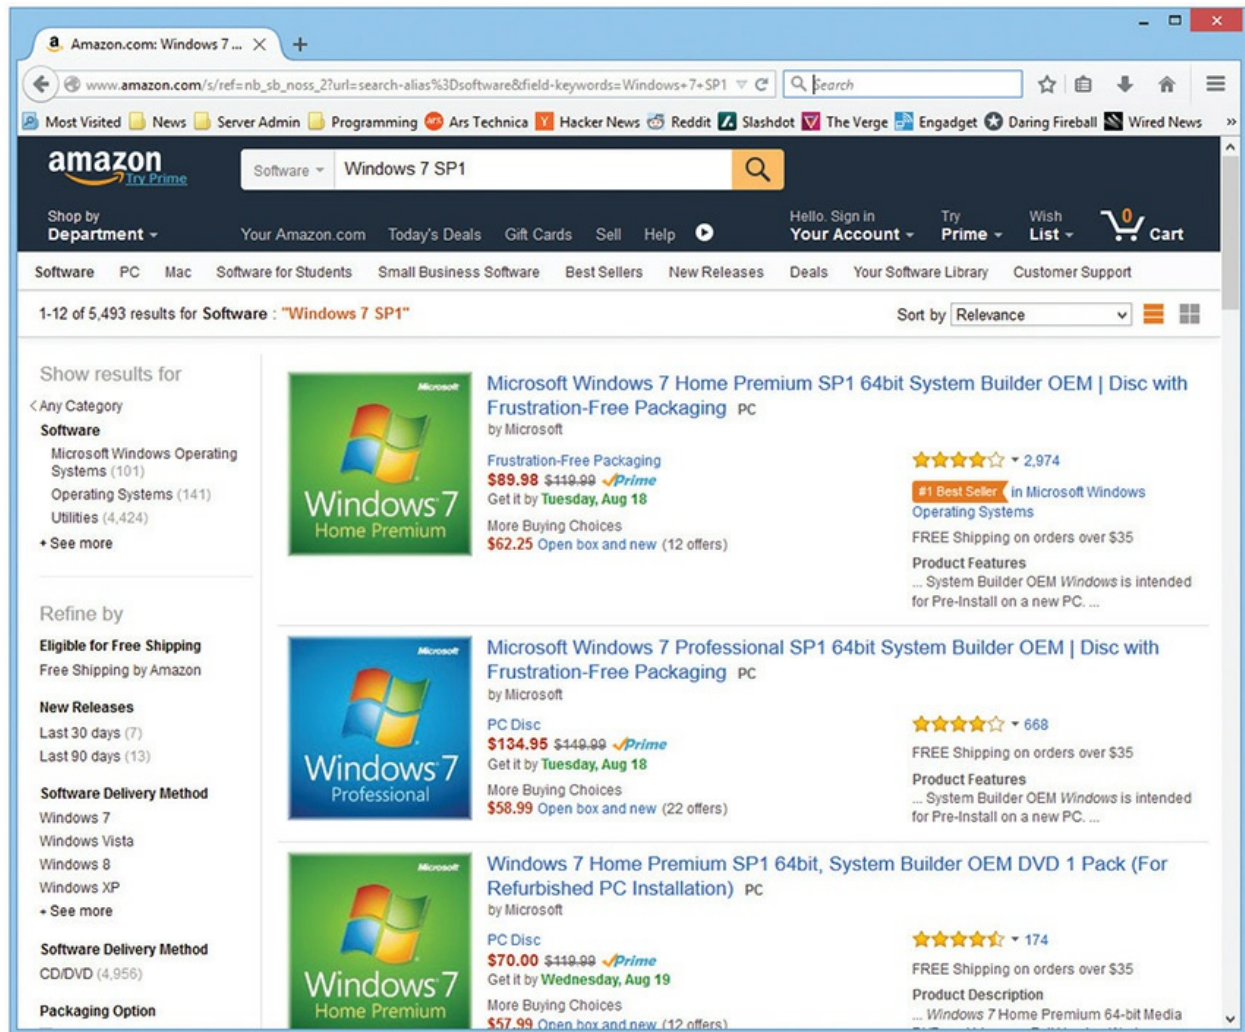 Amazon.com: Windows 7 ...
www.amazon.com/s/ref=nb_sb_noss_2?url=search-alias%3Dsoftware&field-keywords=Windows+7+SP1
Search
Most Visited News Server Admin Programming Ars Technica Hacker News Reddit Slashdot The Verge Engadget Daring Fireball Wired News »
amazon
Try Prime
Software
Windows 7 SP1
Shop by
Department
Your Amazon.com Today's Deals Gift Cards Sell Help
Hello. Sign in
Your Account
Try
Prime
Wish
List
0
Cart
Software PC Mac Software for Students Small Business Software Best Sellers New Releases Deals Your Software Library Customer Support
1-12 of 5,493 results for Software : "Windows 7 SP1"
Sort by Relevance
Show results for
Any Category
Software
Microsoft Windows Operating
Systems (101)
Operating Systems (141)
Utilities (4,424)
+ See more
Refine by
Eligible for Free Shipping
Free Shipping by Amazon
New Releases
Last 30 days (7)
Last 90 days (13)
Software Delivery Method
Windows 7
Windows Vista
Windows 8
Windows XP
+ See more
Software Delivery Method
CD/DVD (4,956)
Packaging Option
Microsoft
Windows 7
Home Premium
Microsoft Windows 7 Home Premium SP1 64bit System Builder OEM | Disc with
Frustration-Free Packaging PC
by Microsoft
Frustration-Free Packaging
$89.98 $119.99 Prime
Get it by Tuesday, Aug 18
More Buying Choices
$62.25 Open box and new (12 offers)
2,974
#1 Best Seller in Microsoft Windows
Operating Systems
FREE Shipping on orders over $35
Product Features
... System Builder OEM Windows is intended
for Pre-Install on a new PC. ...
Microsoft
Windows 7
Professional
Microsoft Windows 7 Professional SP1 64bit System Builder OEM | Disc with
Frustration-Free Packaging PC
by Microsoft
PC Disc
$134.95 $149.99 Prime
Get it by Tuesday, Aug 18
More Buying Choices
$58.99 Open box and new (22 offers)
668
FREE Shipping on orders over $35
Product Features
... System Builder OEM Windows is intended
for Pre-Install on a new PC. ...
Microsoft
Windows 7
Home Premium
Windows 7 Home Premium SP1 64bit, System Builder OEM DVD 1 Pack (For
Refurbished PC Installation) PC
by Microsoft
PC Disc
$70.00 $119.99 Prime
Get it by Wednesday, Aug 19
More Buying Choices
$57.99 Open box and new (12 offers)
174
FREE Shipping on orders over $35
Product Description
... Windows 7 Home Premium 64-bit Media